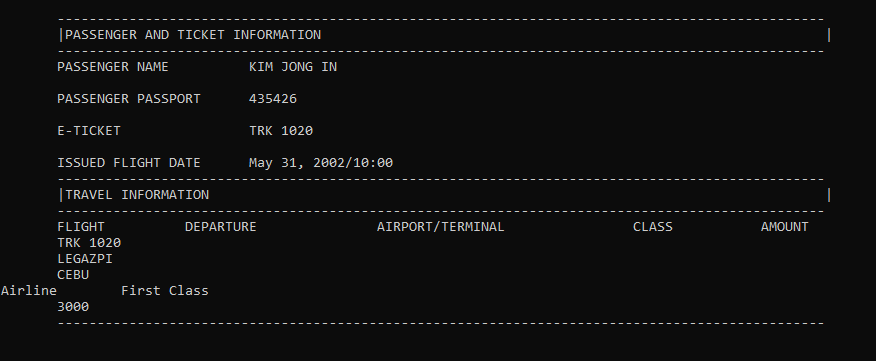 ------------------------------------------------------------------------------------------------
|PASSENGER AND TICKET INFORMATION |
------------------------------------------------------------------------------------------------
PASSENGER NAME KIM JONG IN
PASSENGER PASSPORT 435426
E-TICKET TRK 1020
ISSUED FLIGHT DATE May 31, 2002/10:00
------------------------------------------------------------------------------------------------
|TRAVEL INFORMATION |
------------------------------------------------------------------------------------------------
FLIGHT DEPARTURE AIRPORT/TERMINAL CLASS AMOUNT
TRK 1020
LEGAZPI
CEBU
Airline First Class
3000
------------------------------------------------------------------------------------------------